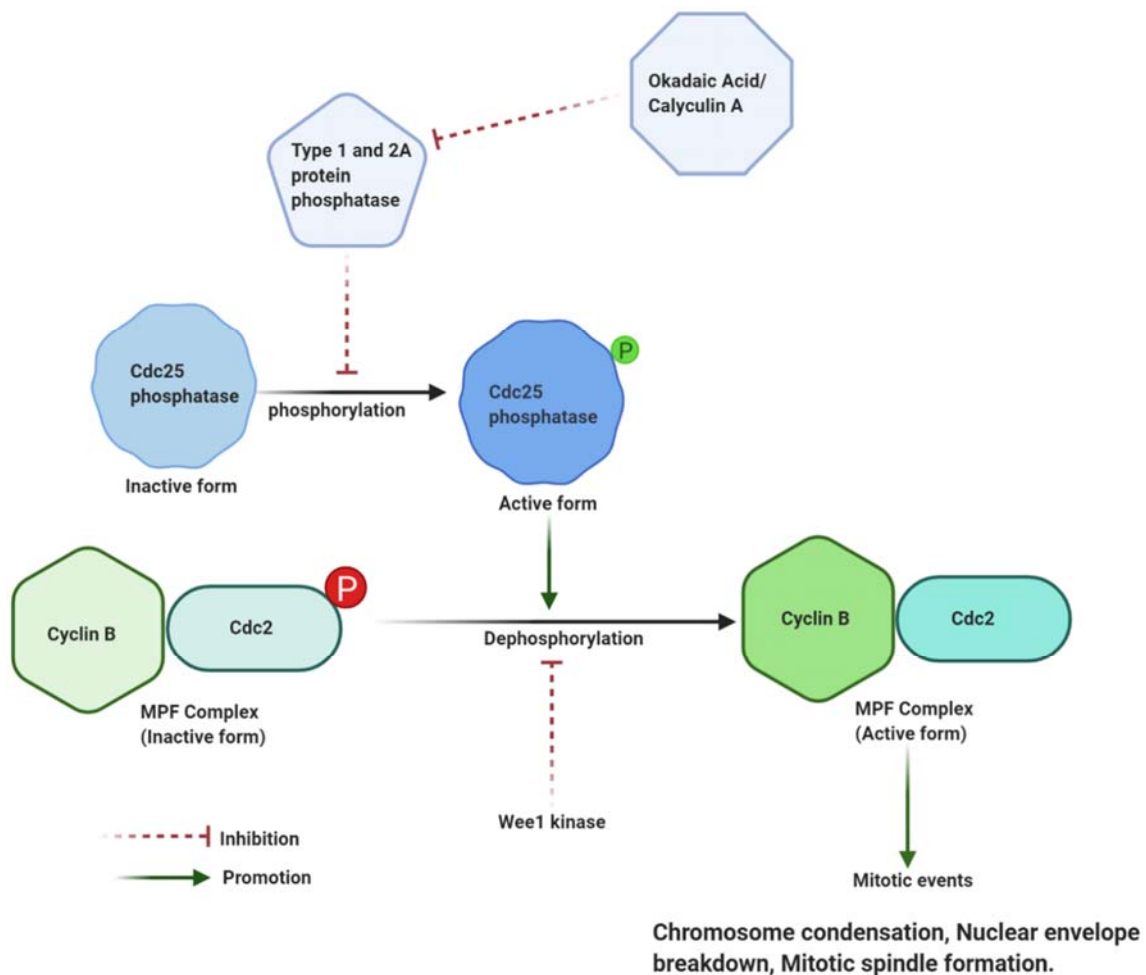 Okadaic Acid/
Calyculin A
Type 1 and 2A
protein
phosphatase
Cdc25
phosphatase
phosphorylation
Inactive form
P
Cdc25
phosphatase
Active form
Cyclin B
Cdc2
P
MPF Complex
(Inactive form)
Dephosphorylation
Cyclin B
Cdc2
MPF Complex
(Active form)
Wee1 kinase
Inhibition
Promotion
Mitotic events
Chromosome condensation, Nuclear envelope
breakdown, Mitotic spindle formation.